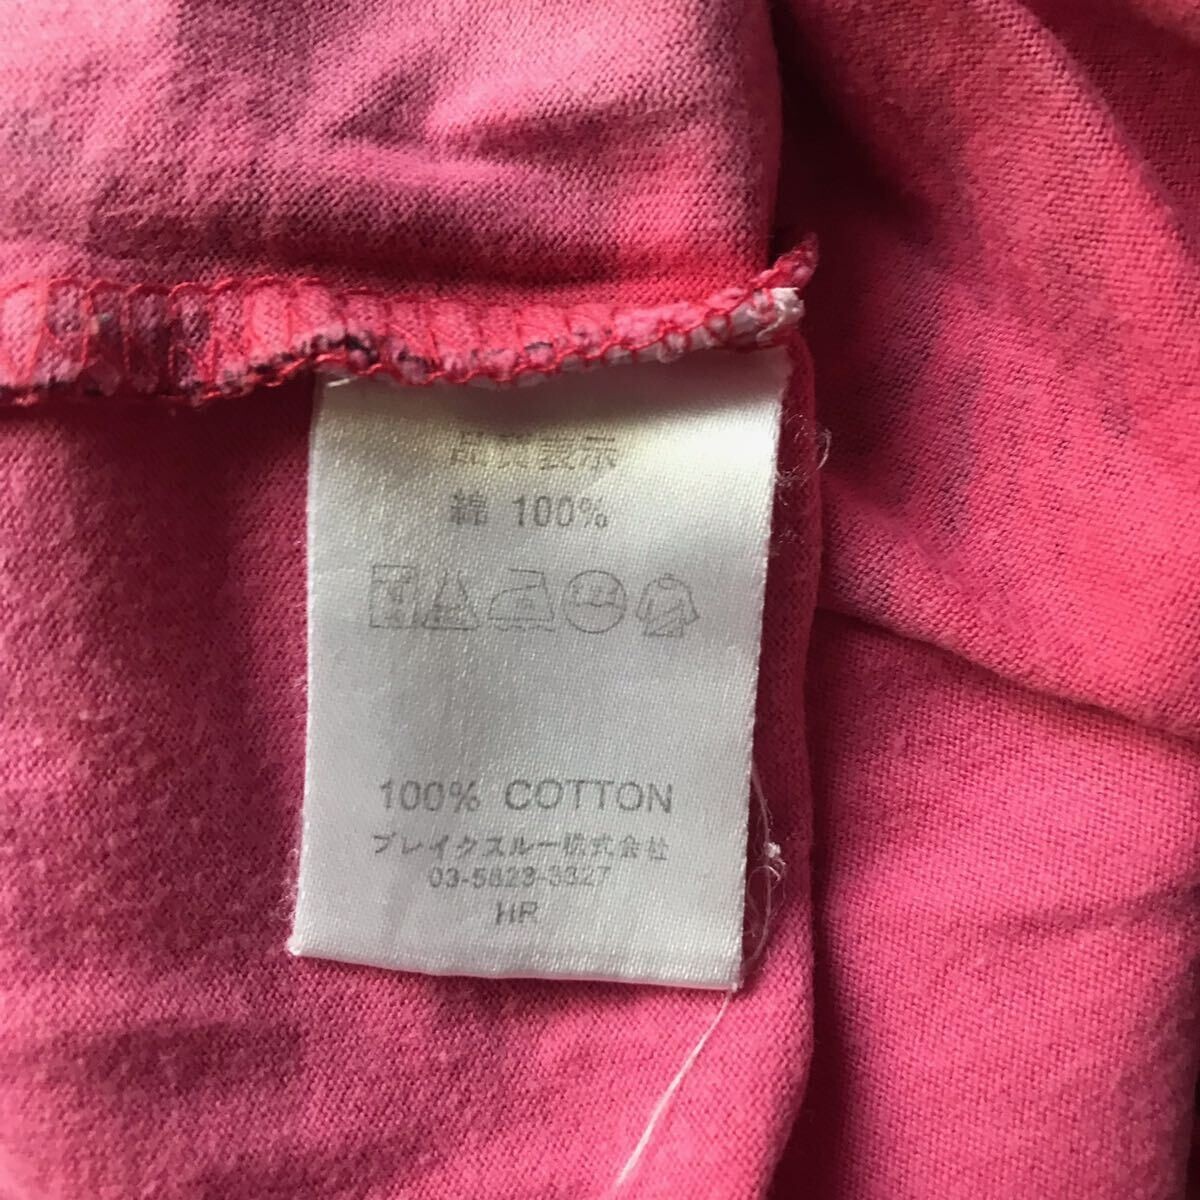 品質表示
綿 100%
100% COTTON
ブレイクスルー株式会社
03-5823-3327
HR